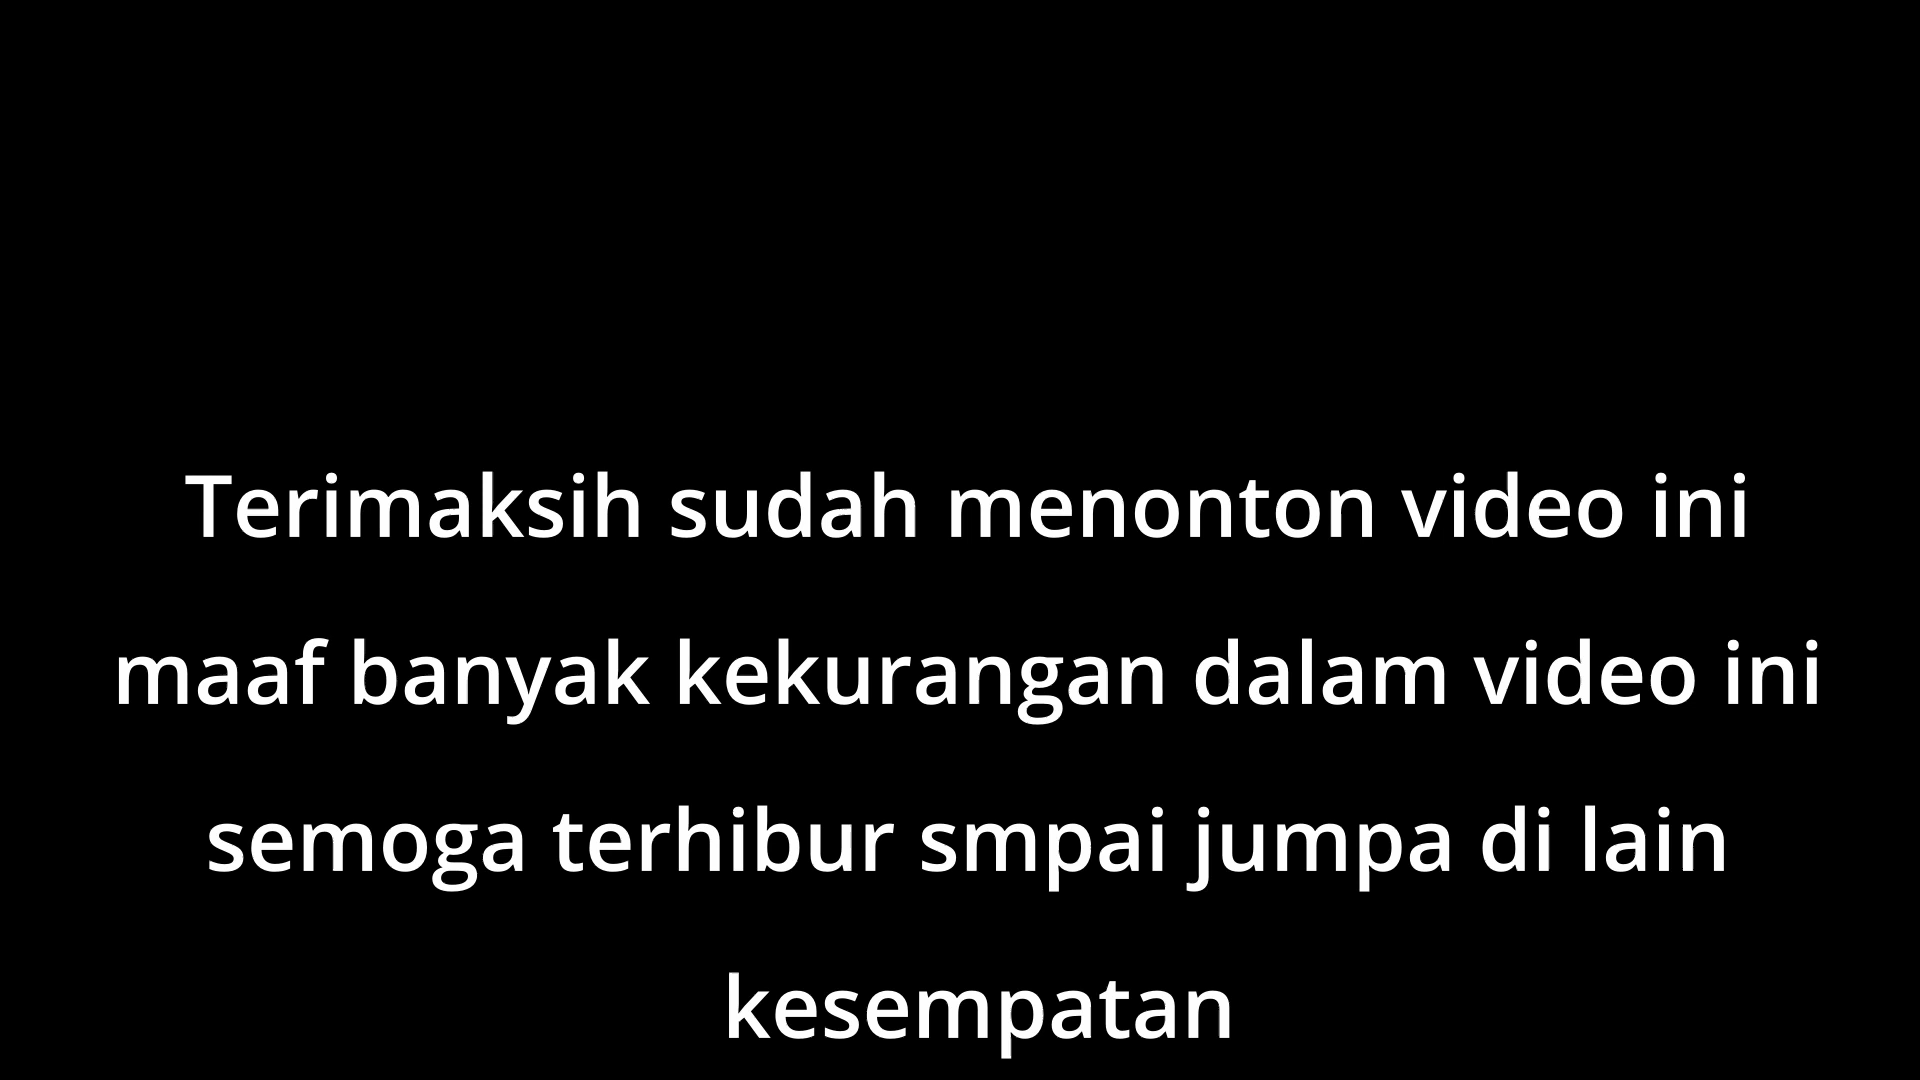 Terimaksih sudah menonton video ini
maaf banyak kekurangan dalam video ini
semoga terhibur smpai jumpa di lain
kesempatan